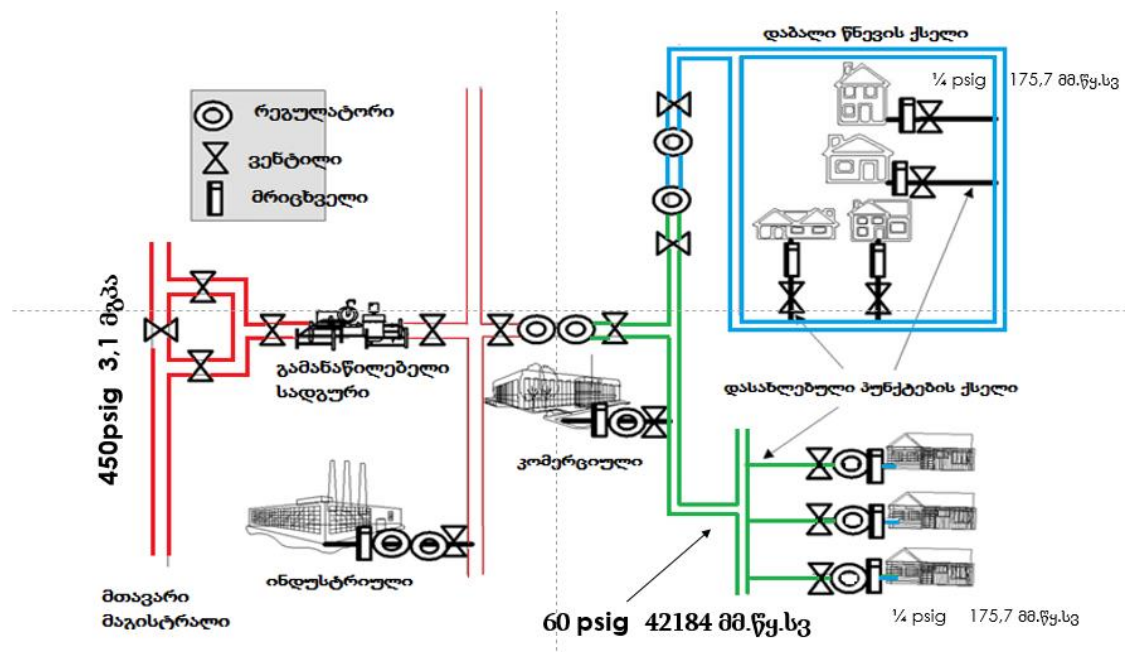 დაბალი წნევის ქსელი
¼ psig 175,7 მმ.წყ.სვ
რეგულატორი
ვენტილი
მრიცხველი
450psig 3,1 მგპა
გამანაწილებელი
სადგური
დასახლებული პუნქტების ქსელი
კომერციული
ინდუსტრიული
მთავარი
მაგისტრალი
60 psig 42184 მმ.წყ.სვ
¼ psig 175,7 მმ.წყ.სვ